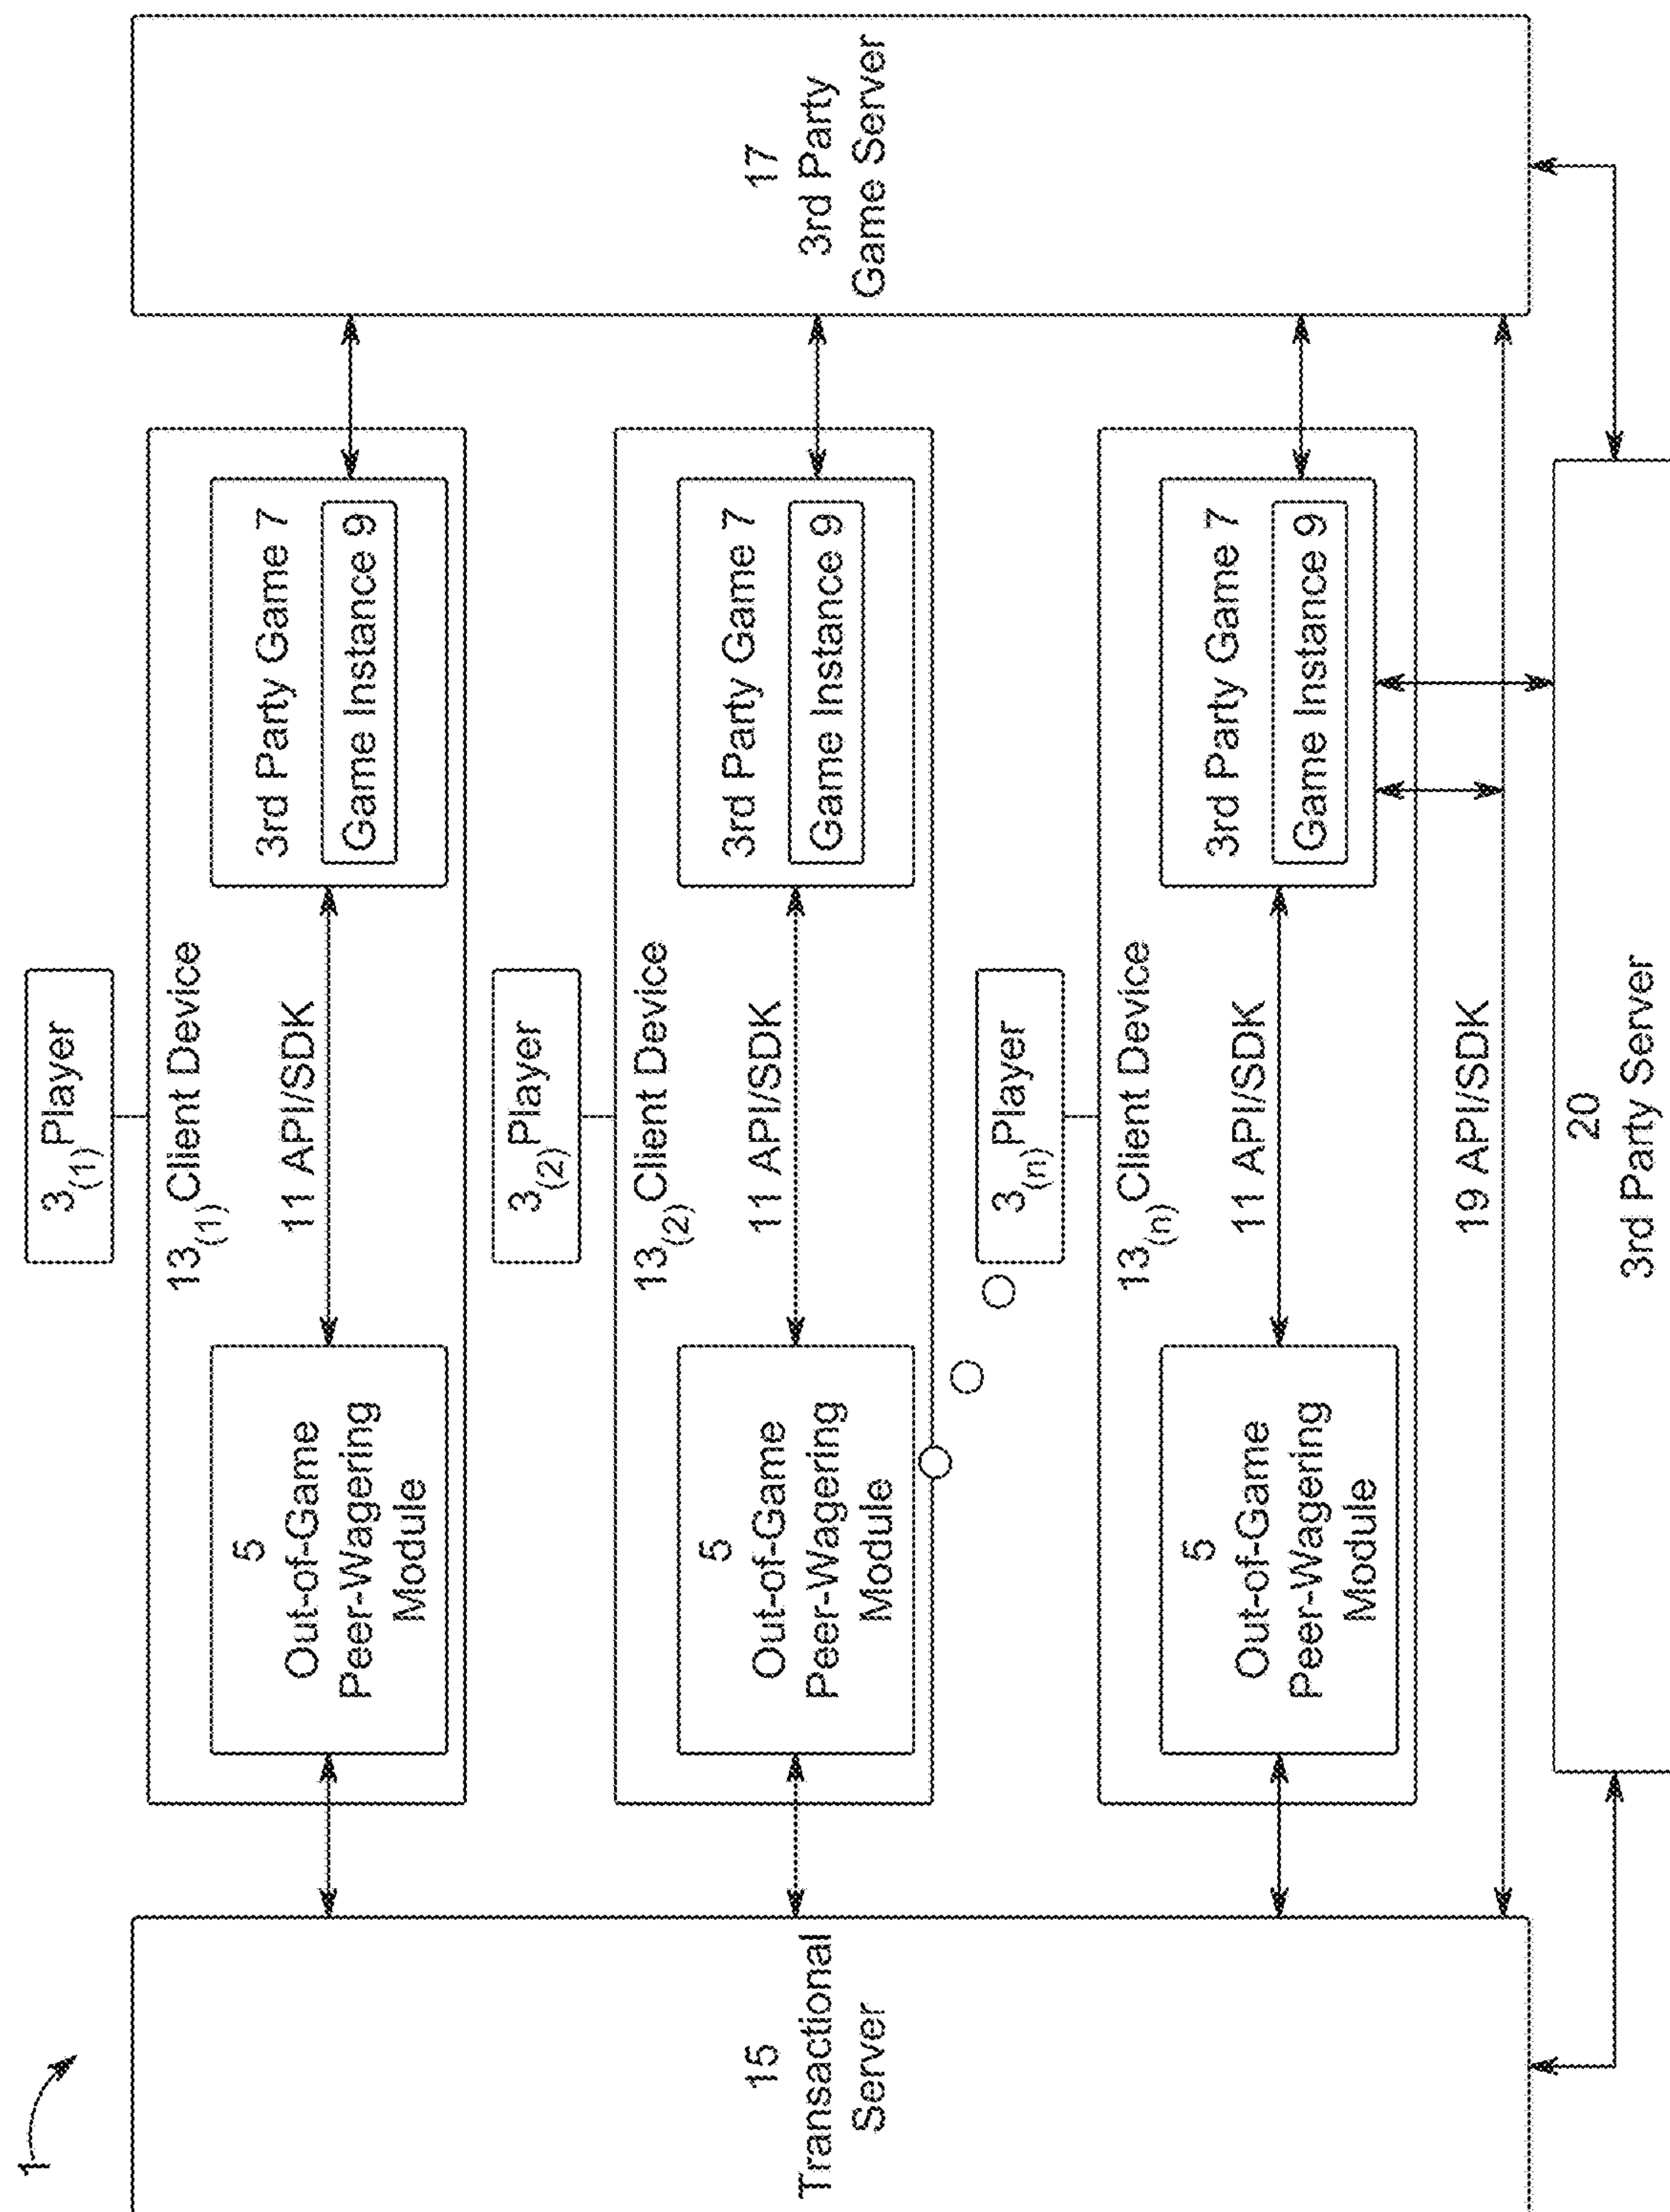 1
15
Transactional
Server
3(1) Player
13(1) Client Device
5
Out-of-Game
Peer-Wagering
Module
11 API/SDK
3rd Party Game 7
Game Instance 9
3(2) Player
13(2) Client Device
5
Out-of-Game
Peer-Wagering
Module
11 API/SDK
3rd Party Game 7
Game Instance 9
3(n) Player
13(n) Client Device
5
Out-of-Game
Peer-Wagering
Module
11 API/SDK
3rd Party Game 7
Game Instance 9
19 API/SDK
17
3rd Party
Game Server
20
3rd Party Server